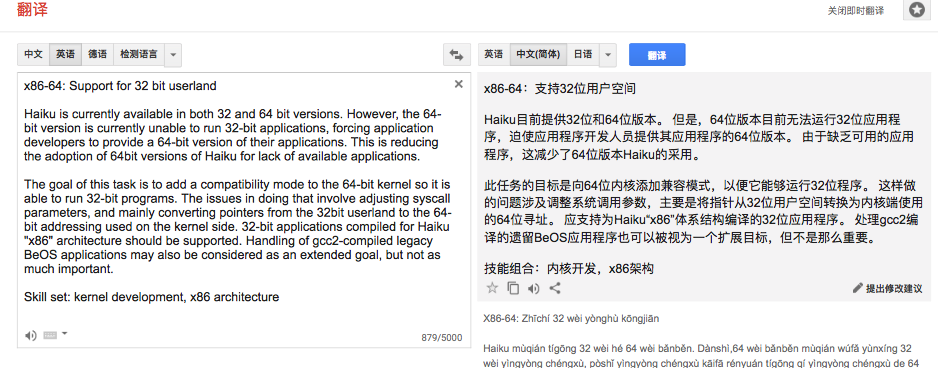 翻译
关闭即时翻译
中文 英语 德语 检测语言
英语 中文(简体) 日语 翻译
x86-64: Support for 32 bit userland
Haiku is currently available in both 32 and 64 bit versions. However, the 64-
bit version is currently unable to run 32-bit applications, forcing application
developers to provide a 64-bit version of their applications. This is reducing
the adoption of 64bit versions of Haiku for lack of available applications.
The goal of this task is to add a compatibility mode to the 64-bit kernel so it is
able to run 32-bit programs. The issues in doing that involve adjusting syscall
parameters, and mainly converting pointers from the 32bit userland to the 64-
bit addressing used on the kernel side. 32-bit applications compiled for Haiku
"x86" architecture should be supported. Handling of gcc2-compiled legacy
BeOS applications may also be considered as an extended goal, but not as
much important.
Skill set: kernel development, x86 architecture
879/5000
x86-64：支持32位用户空间
Haiku目前提供32位和64位版本。 但是，64位版本目前无法运行32位应用程
序，迫使应用程序开发人员提供其应用程序的64位版本。 由于缺乏可用的应用
程序，这减少了64位版本Haiku的采用。
此任务的目标是向64位内核添加兼容模式，以便它能够运行32位程序。 这样做
的问题涉及调整系统调用参数，主要是将指针从32位用户空间转换为内核端使用
的64位寻址。 应支持为Haiku“x86”体系结构编译的32位应用程序。 处理gcc2编
译的遗留BeOS应用程序也可以被视为一个扩展目标，但不是那么重要。
技能组合：内核开发，x86架构
提出修改建议
X86-64: Zhīchí 32 wèi yònghù kōngjiān
Haiku mùqián tígōng 32 wèi hé 64 wèi bǎnběn. Dànshì,64 wèi bǎnběn mùqián wúfǎ yùnxíng 32
wèi yìngyòng chéngxù, pòshǐ yìngyòng chéngxù kāifā rényuán tígōng qí yìngyòng chéngxù de 64